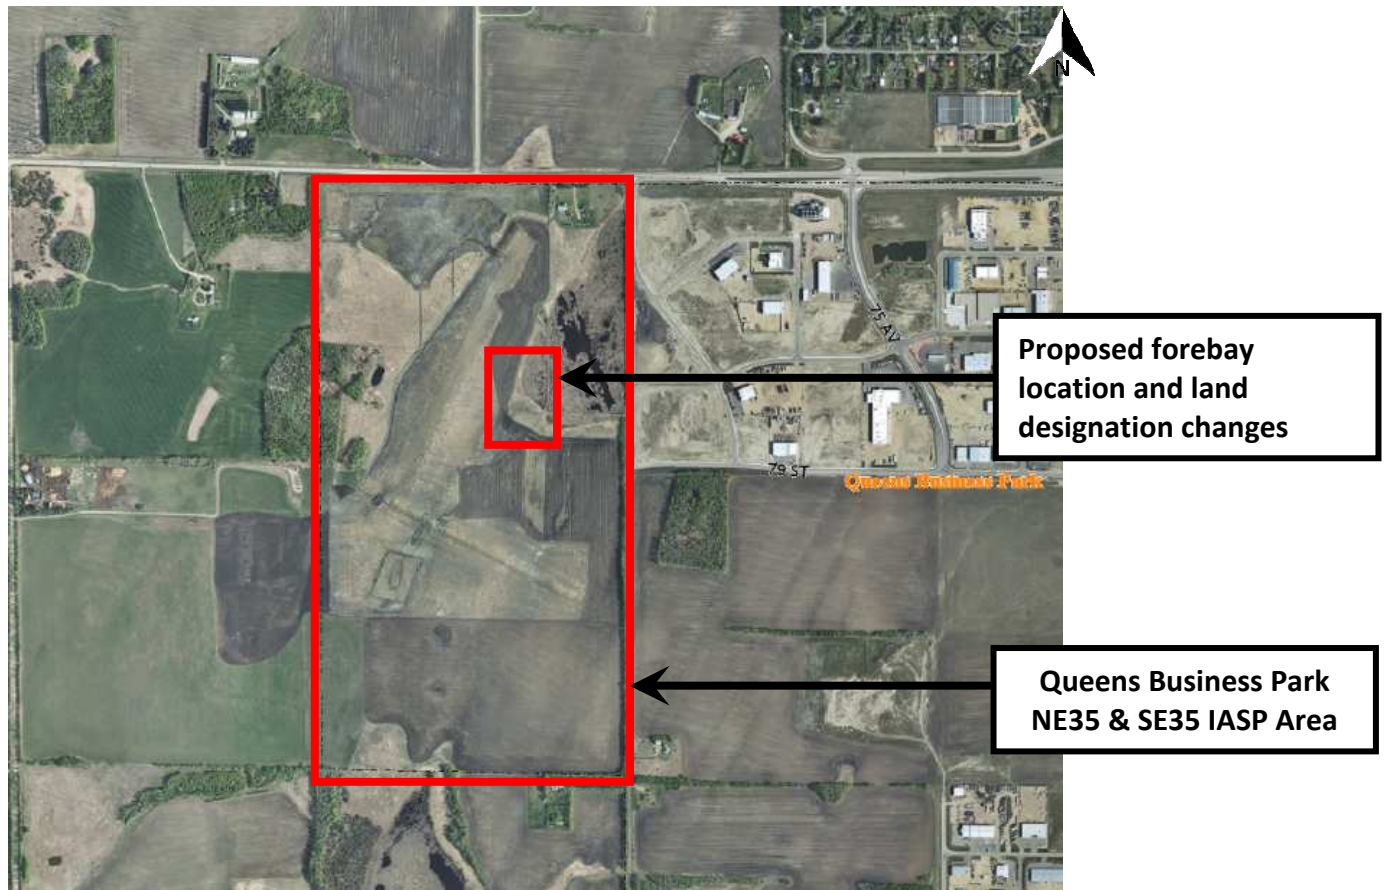 N
75 AV
Proposed forebay
location and land
designation changes
79 ST
Queens Business Park
Queens Business Park
NE35 & SE35 IASP Area